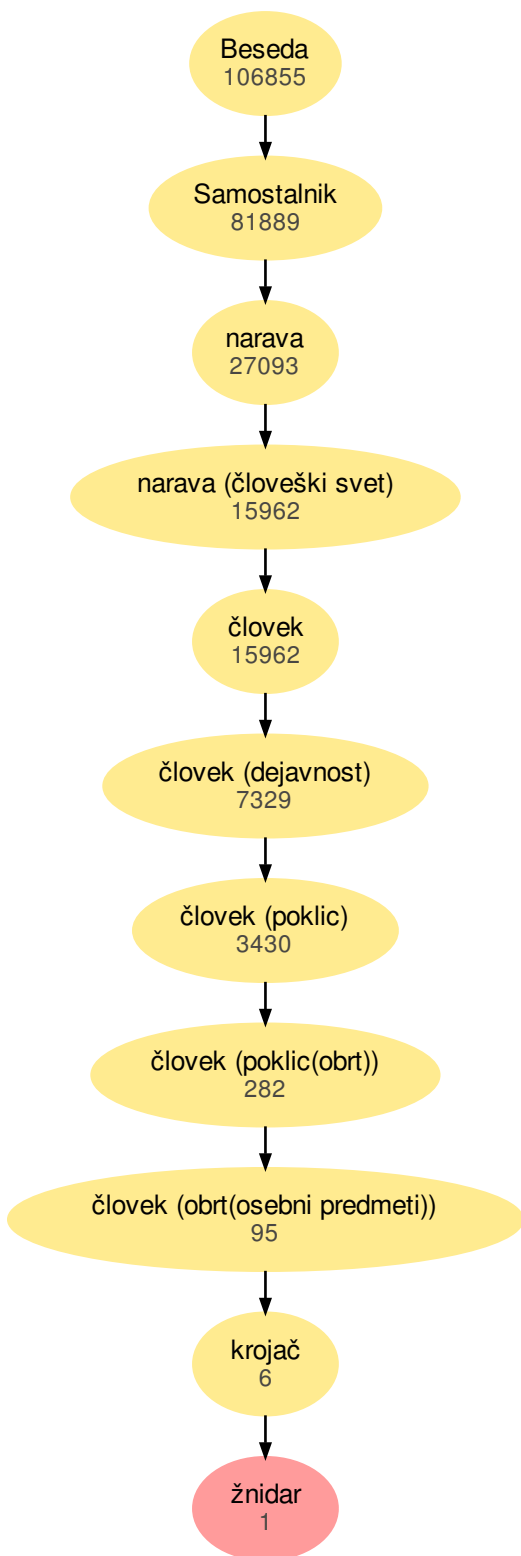 Beseda
106855
Samostalnik
81889
narava
27093
narava (človeški svet)
15962
človek
15962
človek (dejavnost)
7329
človek (poklic)
3430
človek (poklic(obrt))
282
človek (obrt(osebni predmeti))
95
krojač
6
žnidar
1